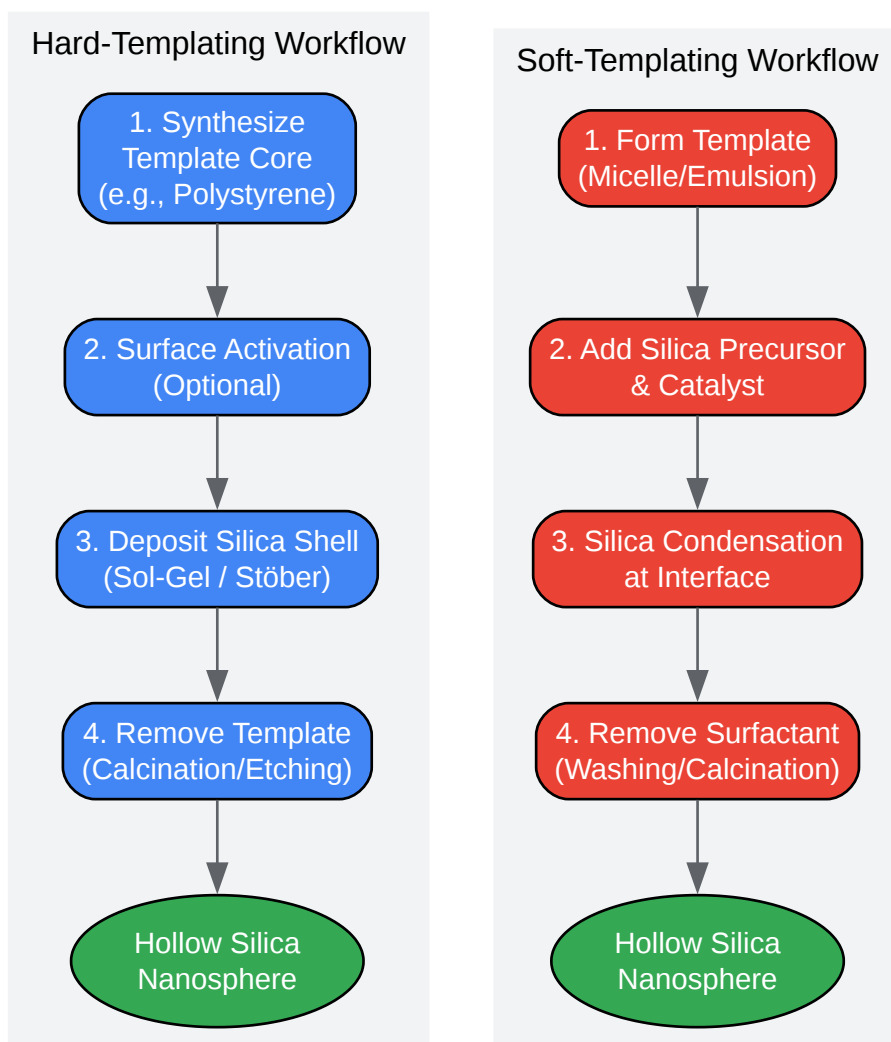 Hard-Templating Workflow
1. Synthesize
Template Core
(e.g., Polystyrene)
2. Surface Activation
(Optional)
3. Deposit Silica Shell
(Sol-Gel / Stöber)
4. Remove Template
(Calcination/Etching)
Hollow Silica
Nanosphere
Soft-Templating Workflow
1. Form Template
(Micelle/Emulsion)
2. Add Silica Precursor
& Catalyst
3. Silica Condensation
at Interface
4. Remove Surfactant
(Washing/Calcination)
Hollow Silica
Nanosphere